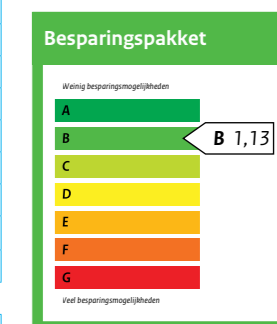 Besparingspakket
Weinig besparingsmogelijkheden
A
B
B 1,13
C
D
E
F
G
Veel besparingsmogelijkheden